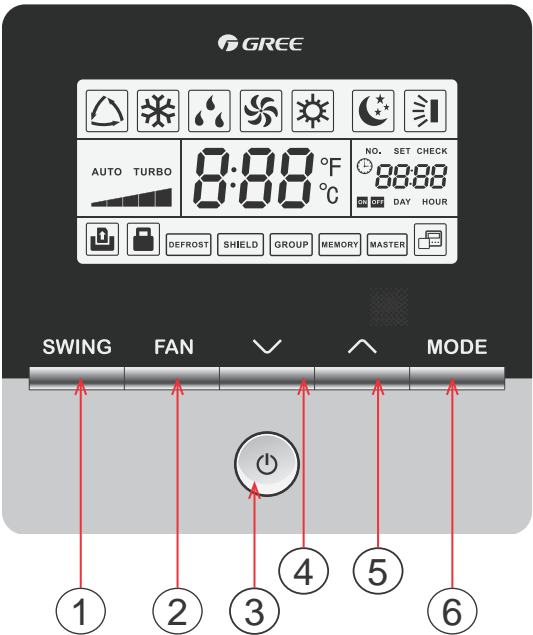 GREE
NO. SET CHECK
AUTO TURBO
8:88 °F
°C
88:88
ON OFF DAY HOUR
DEFROST SHIELD GROUP MEMORY MASTER
SWING FAN MODE
1 2 3 4 5 6